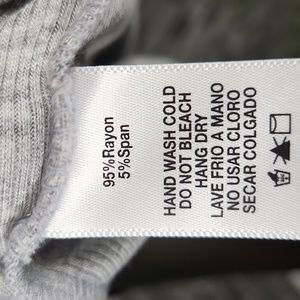 95%Rayon
5%Span
HAND WASH COLD
DO NOT BLEACH
HANG DRY
LAVE FRIO A MANO
NO USAR CLORO
SECAR COLGADO